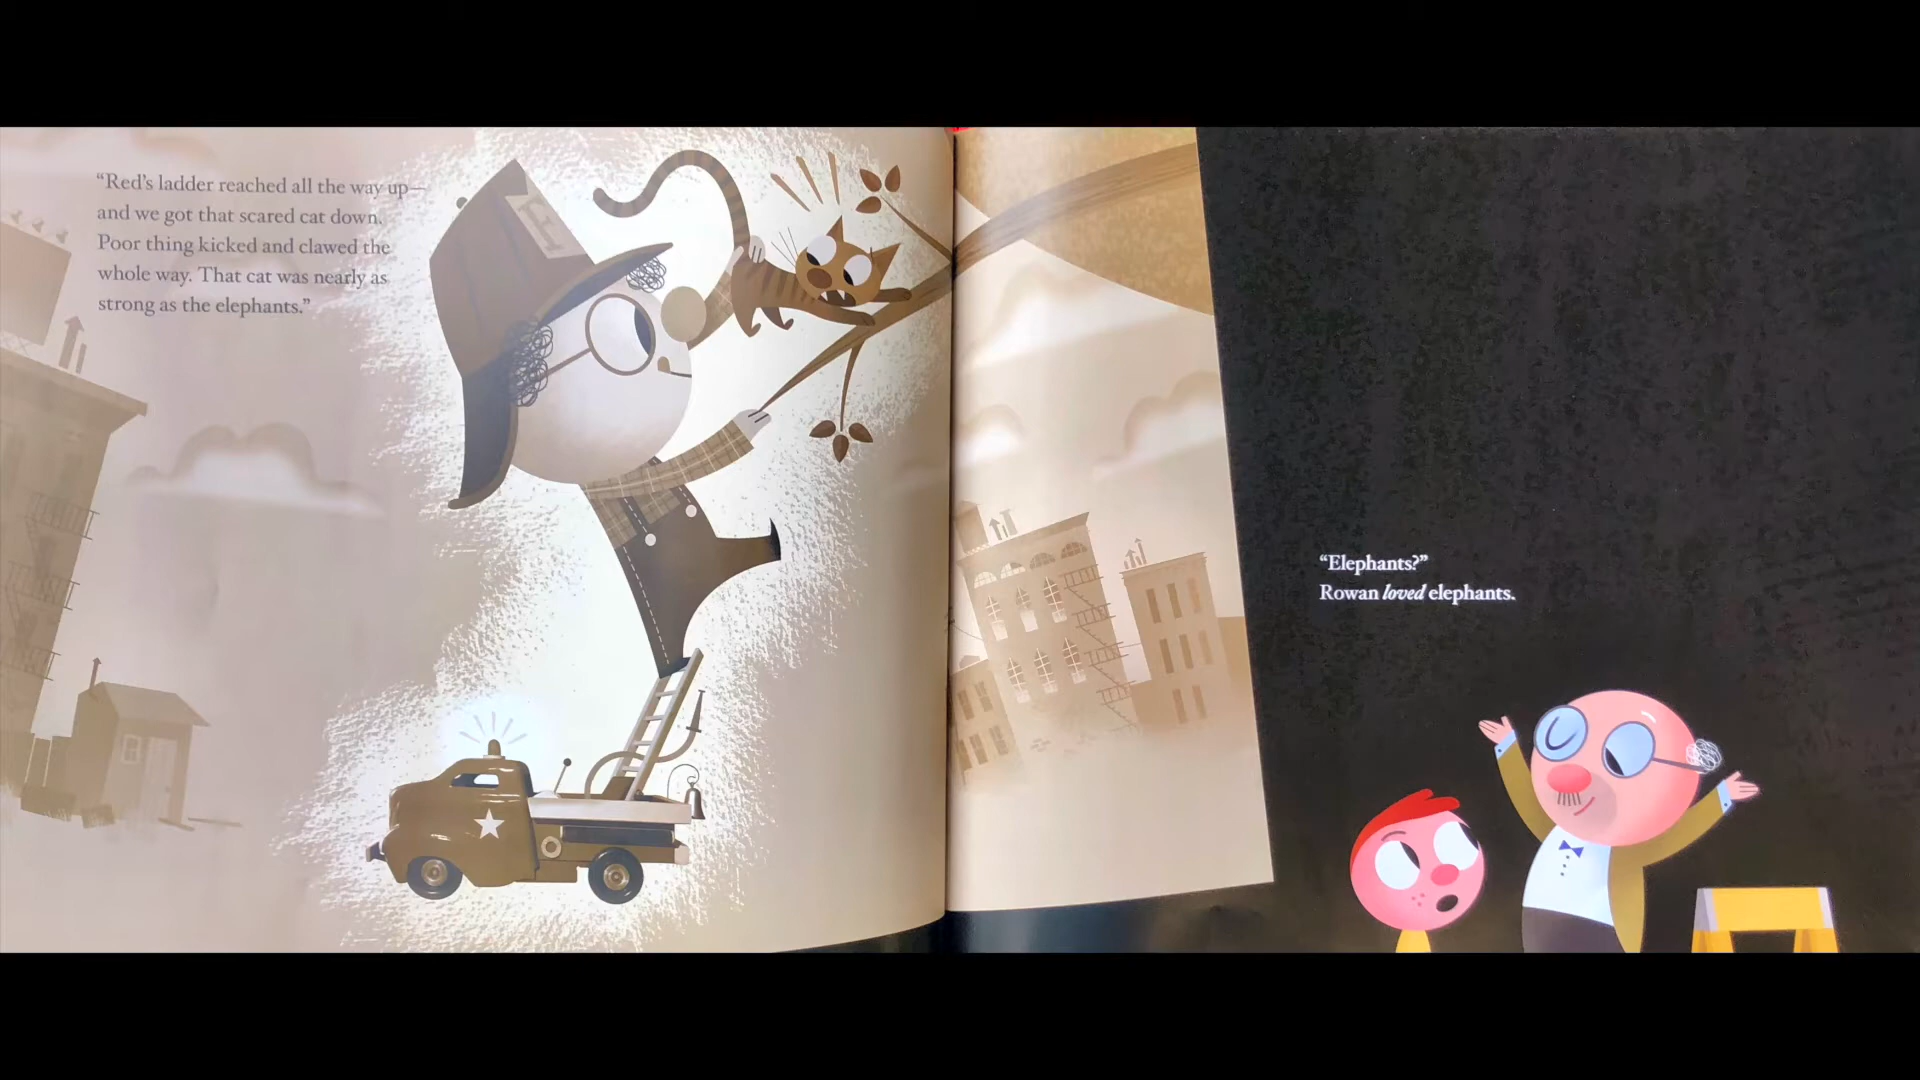 “Red’s ladder reached all the way up—
and we got that scared cat down.
Poor thing kicked and clawed the
whole way. That cat was nearly as
strong as the elephants.”
“Elephants?”
Rowan loved elephants.